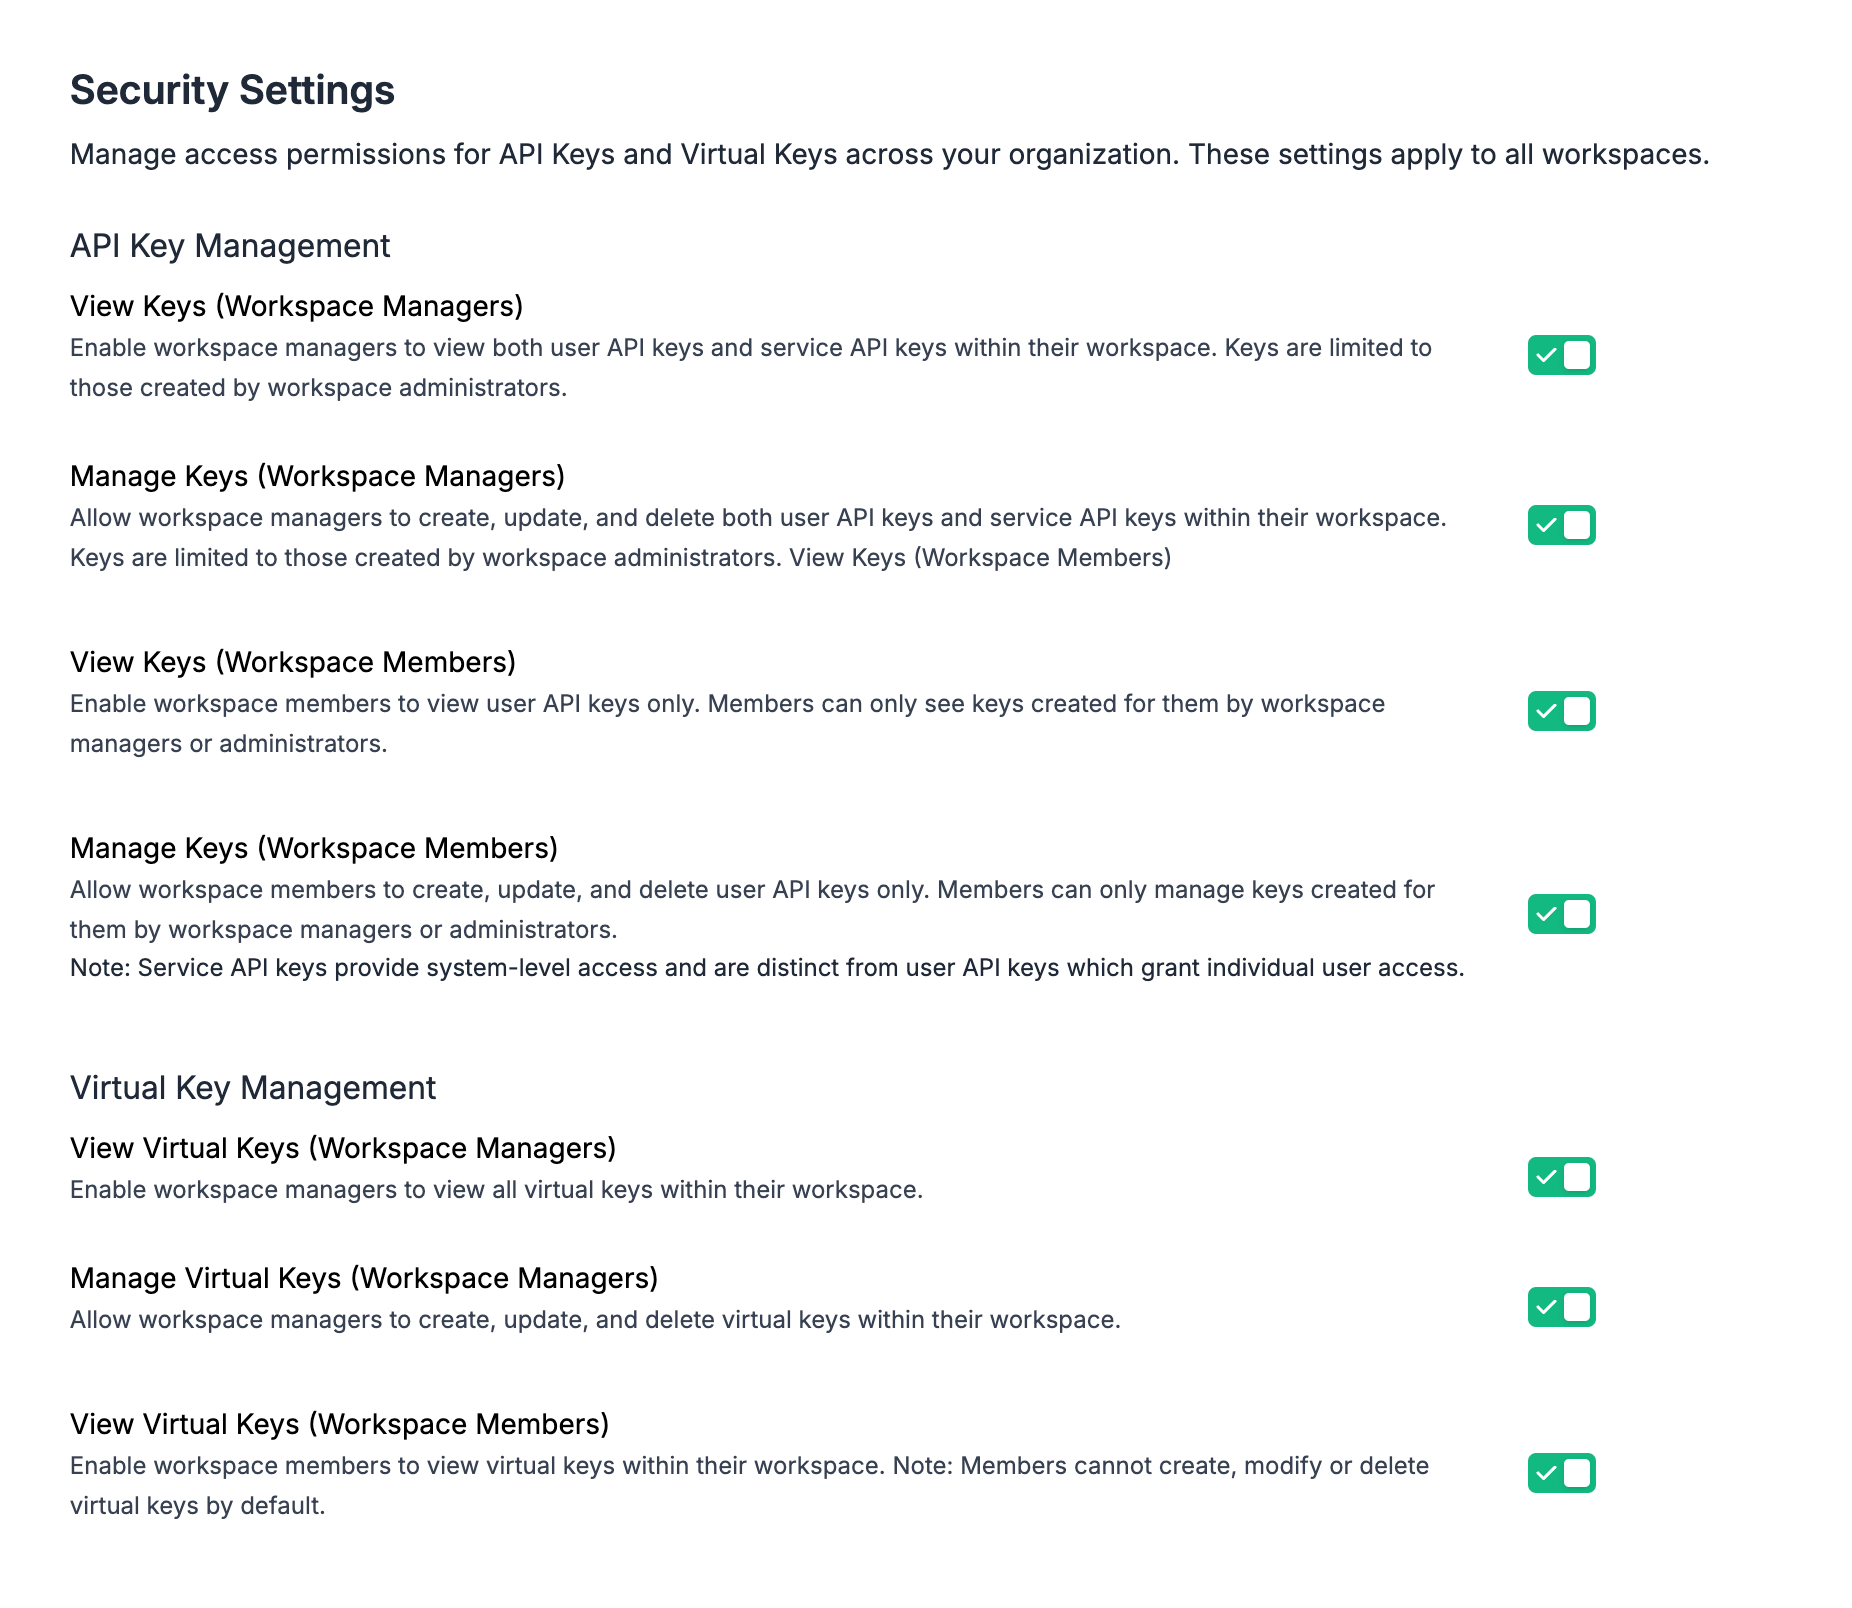 Security Settings
Manage access permissions for API Keys and Virtual Keys across your organization. These settings apply to all workspaces.
API Key Management
View Keys (Workspace Managers)
Enable workspace managers to view both user API keys and service API keys within their workspace. Keys are limited to
those created by workspace administrators.
Manage Keys (Workspace Managers)
Allow workspace managers to create, update, and delete both user API keys and service API keys within their workspace.
Keys are limited to those created by workspace administrators. View Keys (Workspace Members)
View Keys (Workspace Members)
Enable workspace members to view user API keys only. Members can only see keys created for them by workspace
managers or administrators.
Manage Keys (Workspace Members)
Allow workspace members to create, update, and delete user API keys only. Members can only manage keys created for
them by workspace managers or administrators.
Note: Service API keys provide system-level access and are distinct from user API keys which grant individual user access.
Virtual Key Management
View Virtual Keys (Workspace Managers)
Enable workspace managers to view all virtual keys within their workspace.
Manage Virtual Keys (Workspace Managers)
Allow workspace managers to create, update, and delete virtual keys within their workspace.
View Virtual Keys (Workspace Members)
Enable workspace members to view virtual keys within their workspace. Note: Members cannot create, modify or delete
virtual keys by default.